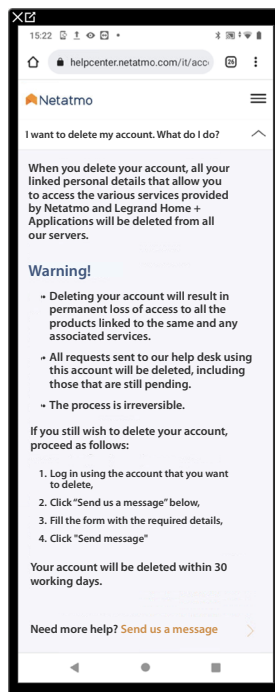 15:22
helpcenter.netatmo.com/it/acc
26
Netatmo
I want to delete my account. What do I do?
When you delete your account, all your
linked personal details that allow you
to access the various services provided
by Netatmo and Legrand Home +
Applications will be deleted from all
our servers.
Warning!
Deleting your account will result in
permanent loss of access to all the
products linked to the same and any
associated services.
All requests sent to our help desk using
this account will be deleted, including
those that are still pending.
The process is irreversible.
If you still wish to delete your account,
proceed as follows:
1. Log in using the account that you want
to delete,
2. Click “Send us a message” below,
3. Fill the form with the required details,
4. Click "Send message"
Your account will be deleted within 30
working days.
Need more help? Send us a message